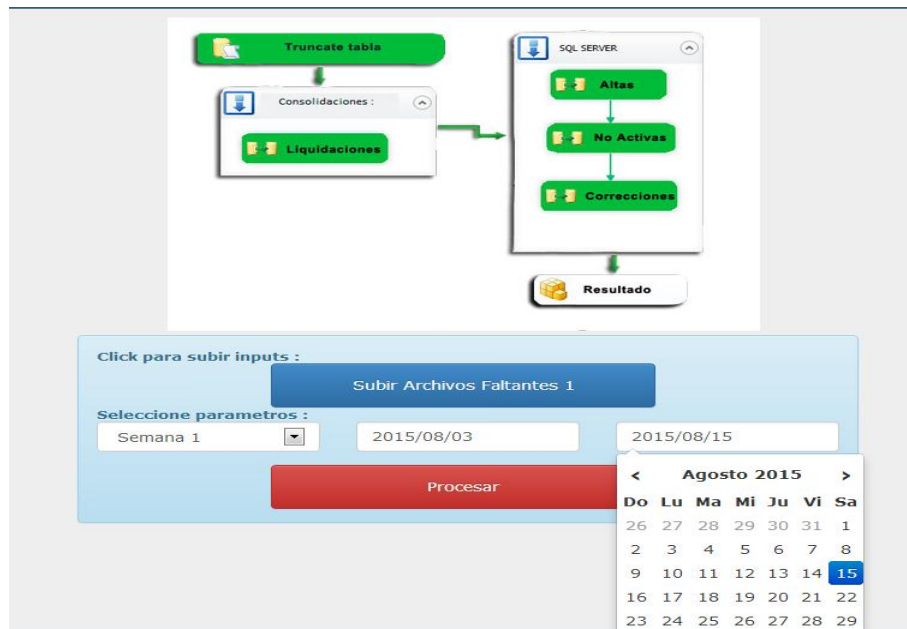 Truncate tabla
SQL SERVER
Altas
Consolidaciones :
No Activas
Liquidaciones
Correcciones
Resultado
Click para subir inputs :
Subir Archivos Faltantes 1
Seleccione parametros :
Semana 1
2015/08/03
2015/08/15
Procesar
< Agosto 2015 >
Do Lu Ma Mi Ju Vi Sa
26 27 28 29 30 31 1
2 3 4 5 6 7 8
9 10 11 12 13 14 15
16 17 18 19 20 21 22
23 24 25 26 27 28 29